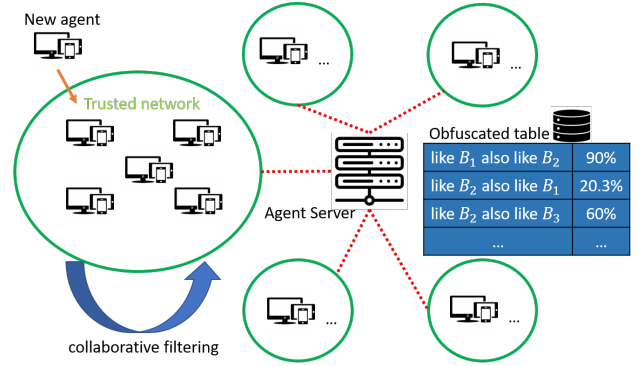 New agent
Trusted network
...
...
Obfuscated table
like B₁ also like B₂ 90%
like B₂ also like B₁ 20.3%
like B₂ also like B₃ 60%
... ...
Agent Server
...
...
collaborative filtering